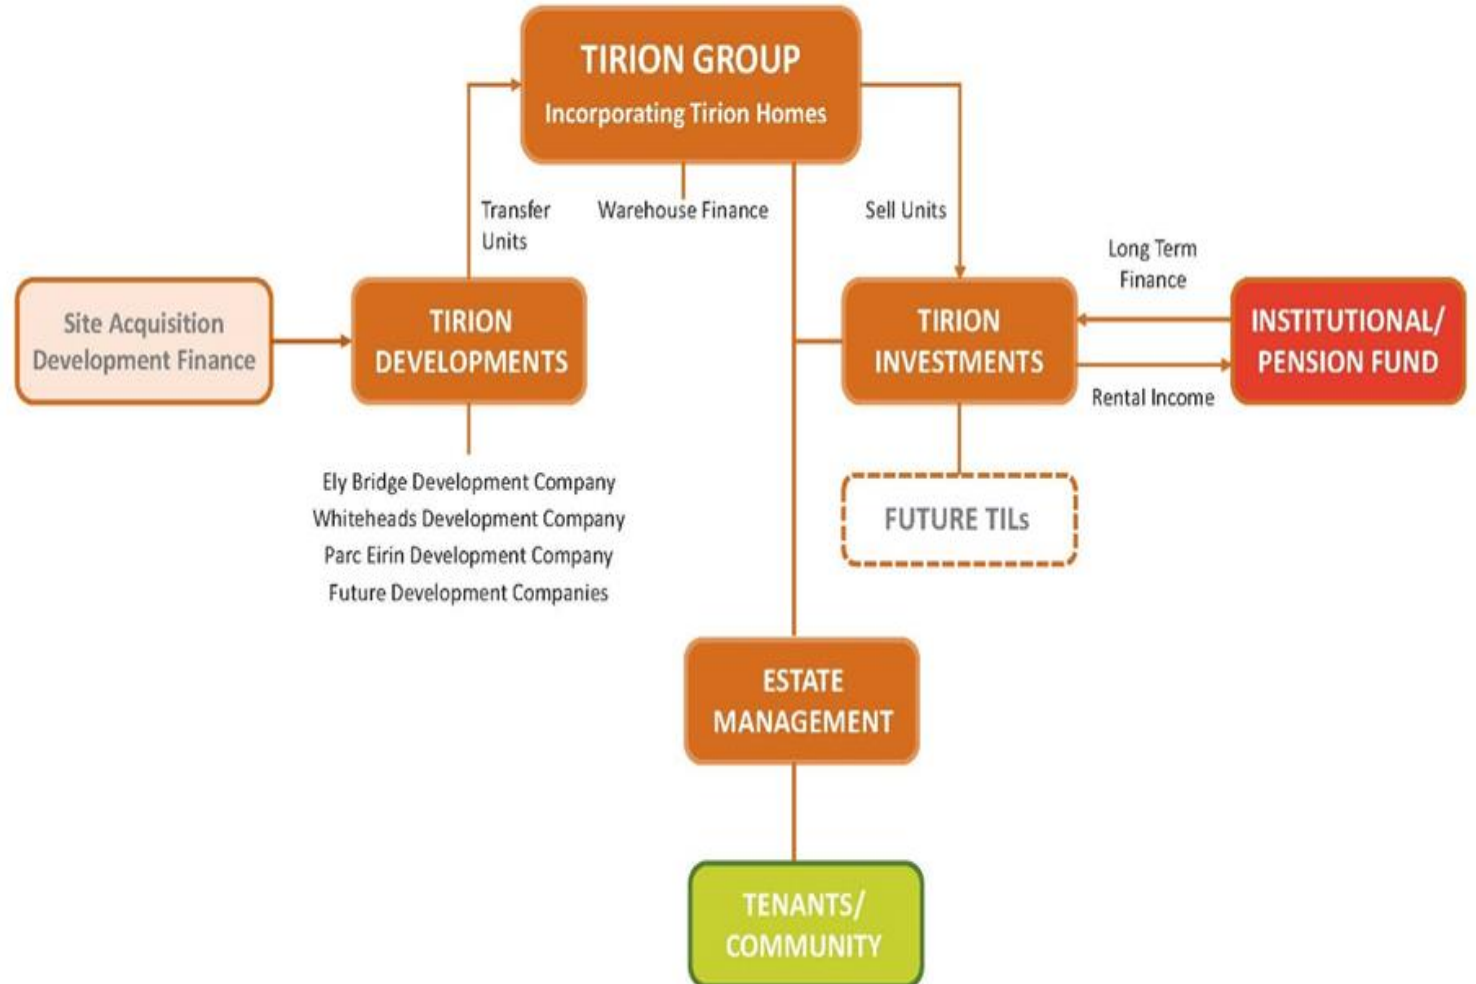 TIRION GROUP
Incorporating Tirion Homes
Transfer
Units
Warehouse Finance
Sell Units
Long Term
Finance
Site Acquisition
Development Finance
TIRION
DEVELOPMENTS
TIRION
INVESTMENTS
INSTITUTIONAL/
PENSION FUND
Rental Income
Ely Bridge Development Company
Whiteheads Development Company
Parc Eirin Development Company
Future Development Companies
FUTURE TILs
ESTATE
MANAGEMENT
TENANTS/
COMMUNITY